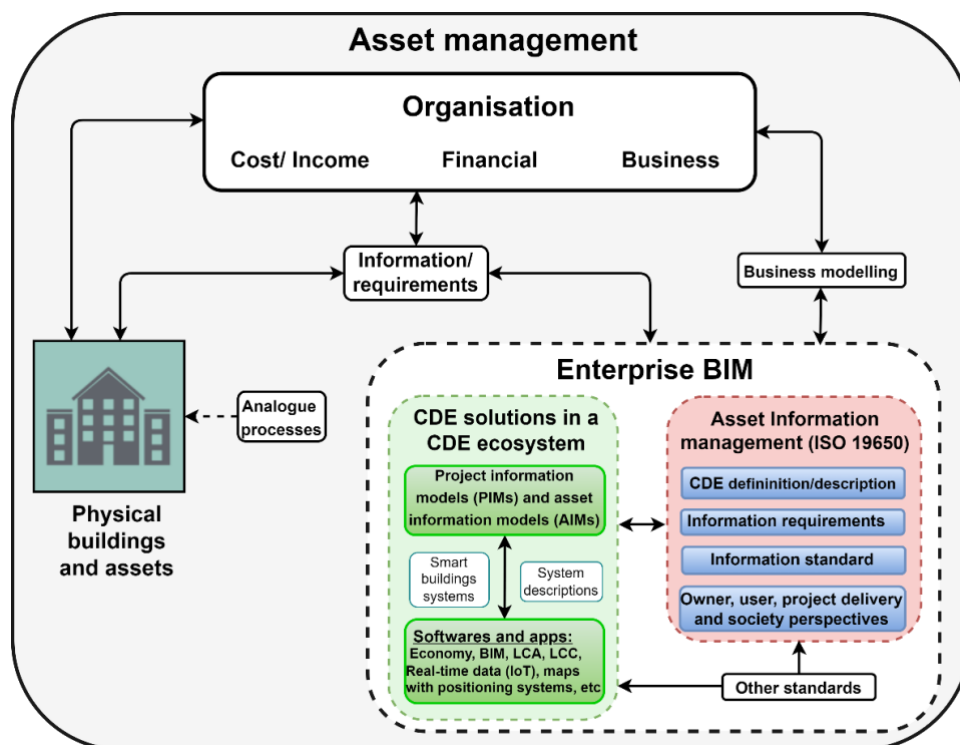 Asset management
Organisation
Cost/ Income
Financial
Business
Information/
requirements
Business modelling
Analogue
processes
Physical
buildings
and assets
Enterprise BIM
CDE solutions in a
CDE ecosystem
Project information
models (PIMs) and asset
information models (AIMs)
Smart
buildings
systems
System
descriptions
Softwares and apps:
Economy, BIM, LCA, LCC,
Real-time data (IoT), maps
with positioning systems, etc
Asset Information
management (ISO 19650)
CDE defininition/description
Information requirements
Information standard
Owner, user, project delivery
and society perspectives
Other standards